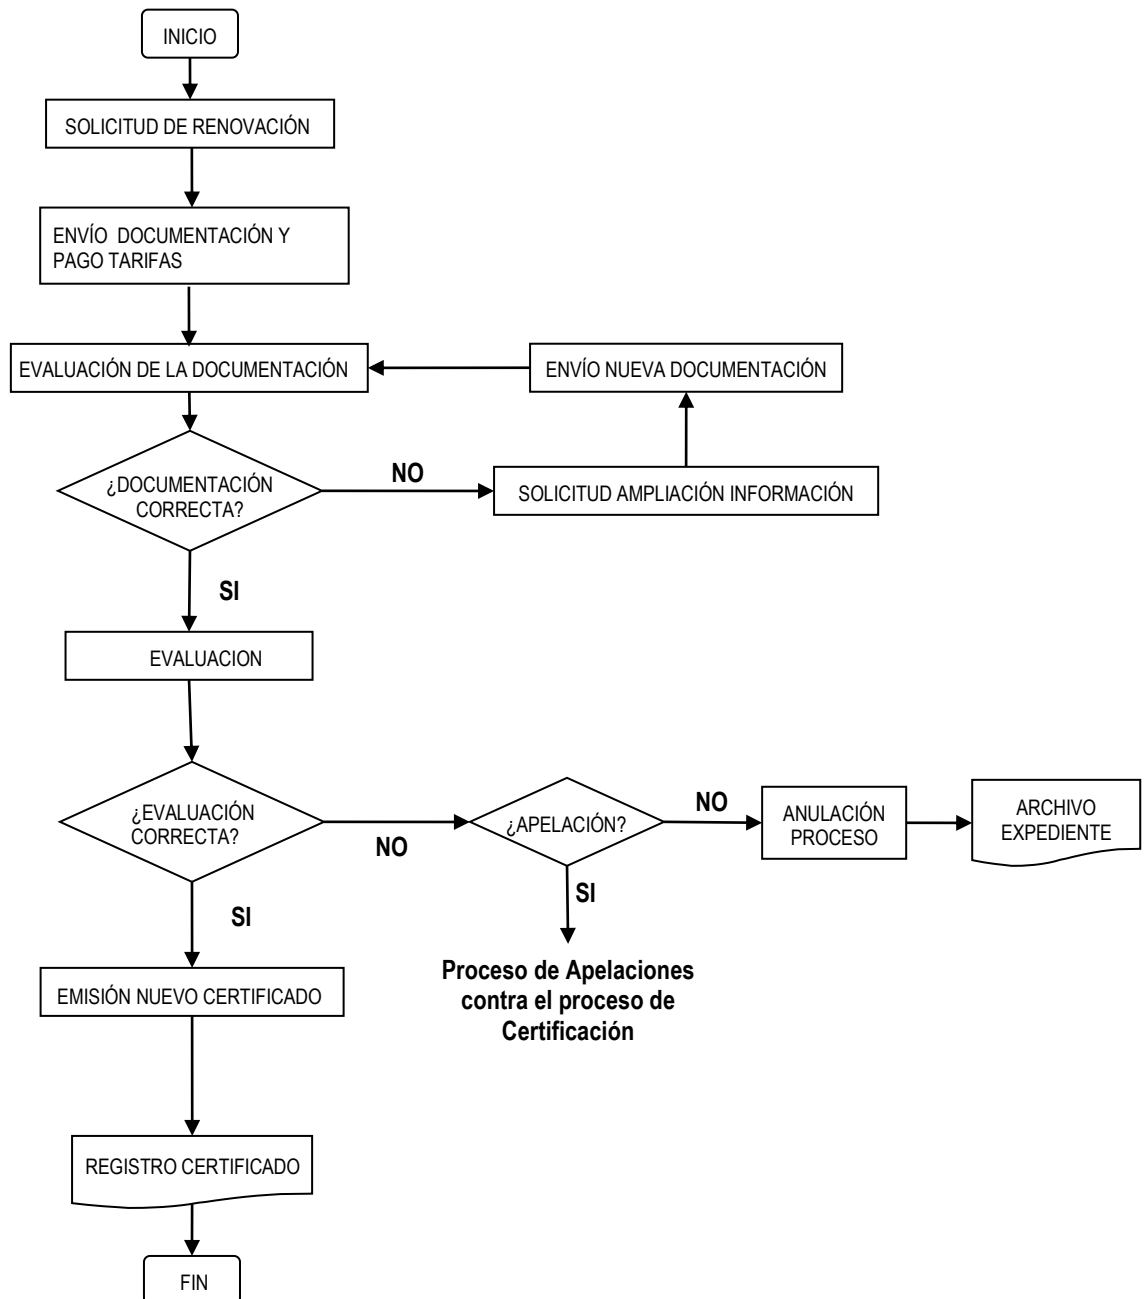 INICIO
SOLICITUD DE RENOVACIÓN
ENVÍO  DOCUMENTACIÓN Y
PAGO TARIFAS
EVALUACIÓN DE LA DOCUMENTACIÓN
ENVÍO NUEVA DOCUMENTACIÓN
¿DOCUMENTACIÓN
CORRECTA?
NO
SOLICITUD AMPLIACIÓN INFORMACIÓN
SI
EVALUACION
¿EVALUACIÓN
CORRECTA?
NO
¿APELACIÓN?
NO
ANULACIÓN
PROCESO
ARCHIVO
EXPEDIENTE
SI
SI
Proceso de Apelaciones
contra el proceso de
Certificación
EMISIÓN NUEVO CERTIFICADO
REGISTRO CERTIFICADO
FIN